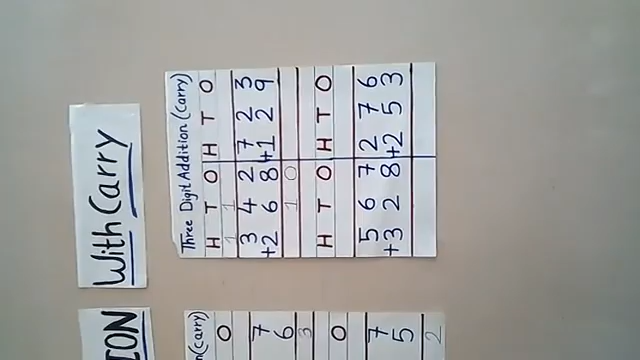 ION With Carry
n(carry)
O
7
6
3
O
7
5
2
Three Digit Addition (Carry)
H T O H T O
1 1
3 4 2 7 2 3
+2 6 8 +1 2 9
1 0
H T O H T O
5 6 7 2 7 6
+3 2 8 +2 5 3